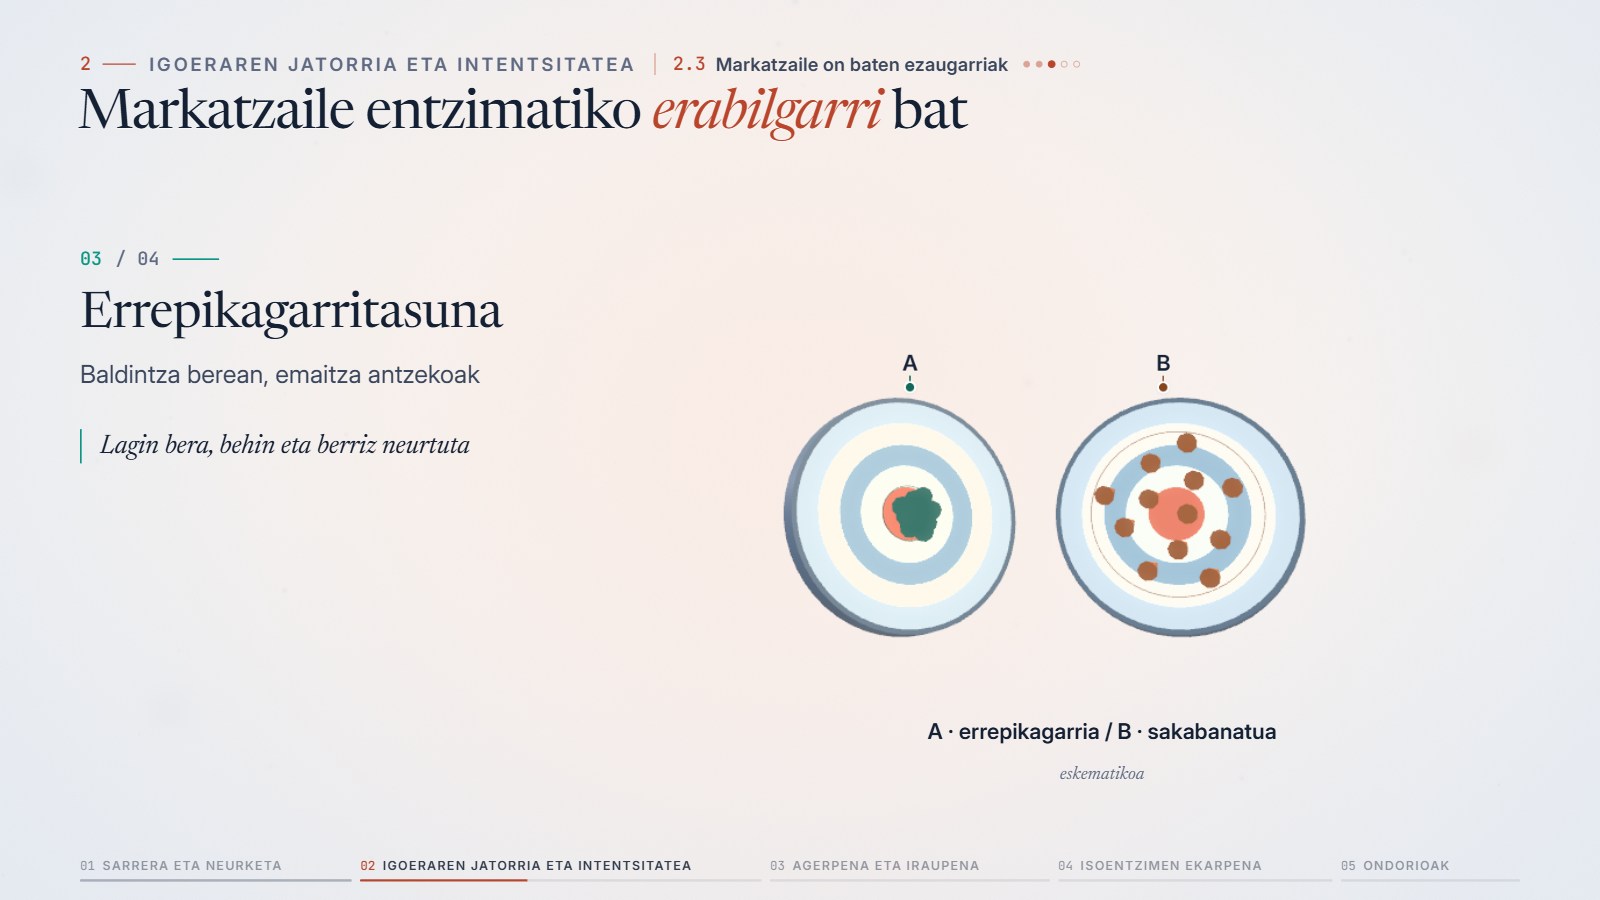 2 IGOERAREN JATORRIA ETA INTENTSITATEA 2.3 Markatzaile on baten ezaugarriak
Markatzaile entzimatiko erabilgarri bat
03 / 04
Errepikagarritasuna
Baldintza berean, emaitza antzekoak
Lagin bera, behin eta berriz neurtuta
A B
A · errepikagarria / B · sakabanatua
eskematikoa
01 SARRERA ETA NEURKETA 02 IGOERAREN JATORRIA ETA INTENTSITATEA 03 AGERPENA ETA IRAUPENA 04 ISOENTZIMEN EKARPENA 05 ONDORIOAK